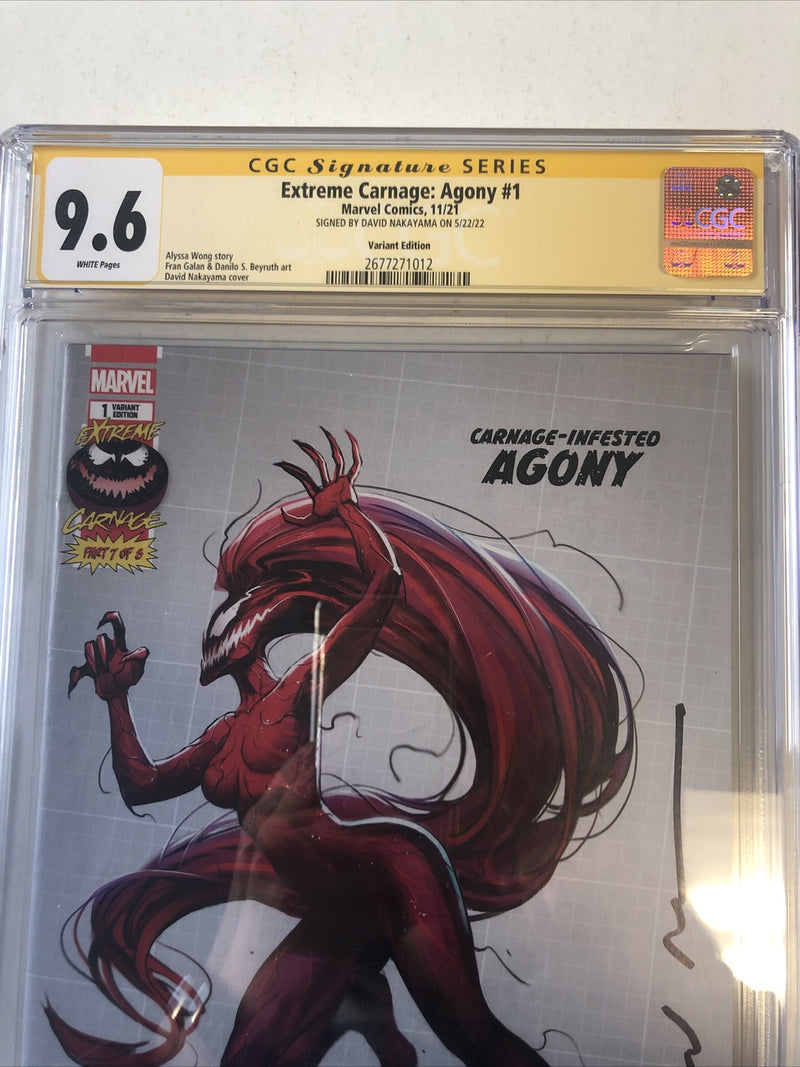 CGC Signature SERIES
9.6
WHITE Pages
Extreme Carnage: Agony #1
Marvel Comics, 11/21
SIGNED BY DAVID NAKAYAMA ON 5/22/22
Variant Edition
2677271012
Alyssa Wong story
Fran Galan & Danilo S. Beyruth art
David Nakayama cover
CGC
MARVEL
1 VARIANT EDITION
EXTREME
CARNAGE
PART 7 OF 8
CARNAGE-INFESTED
AGONY